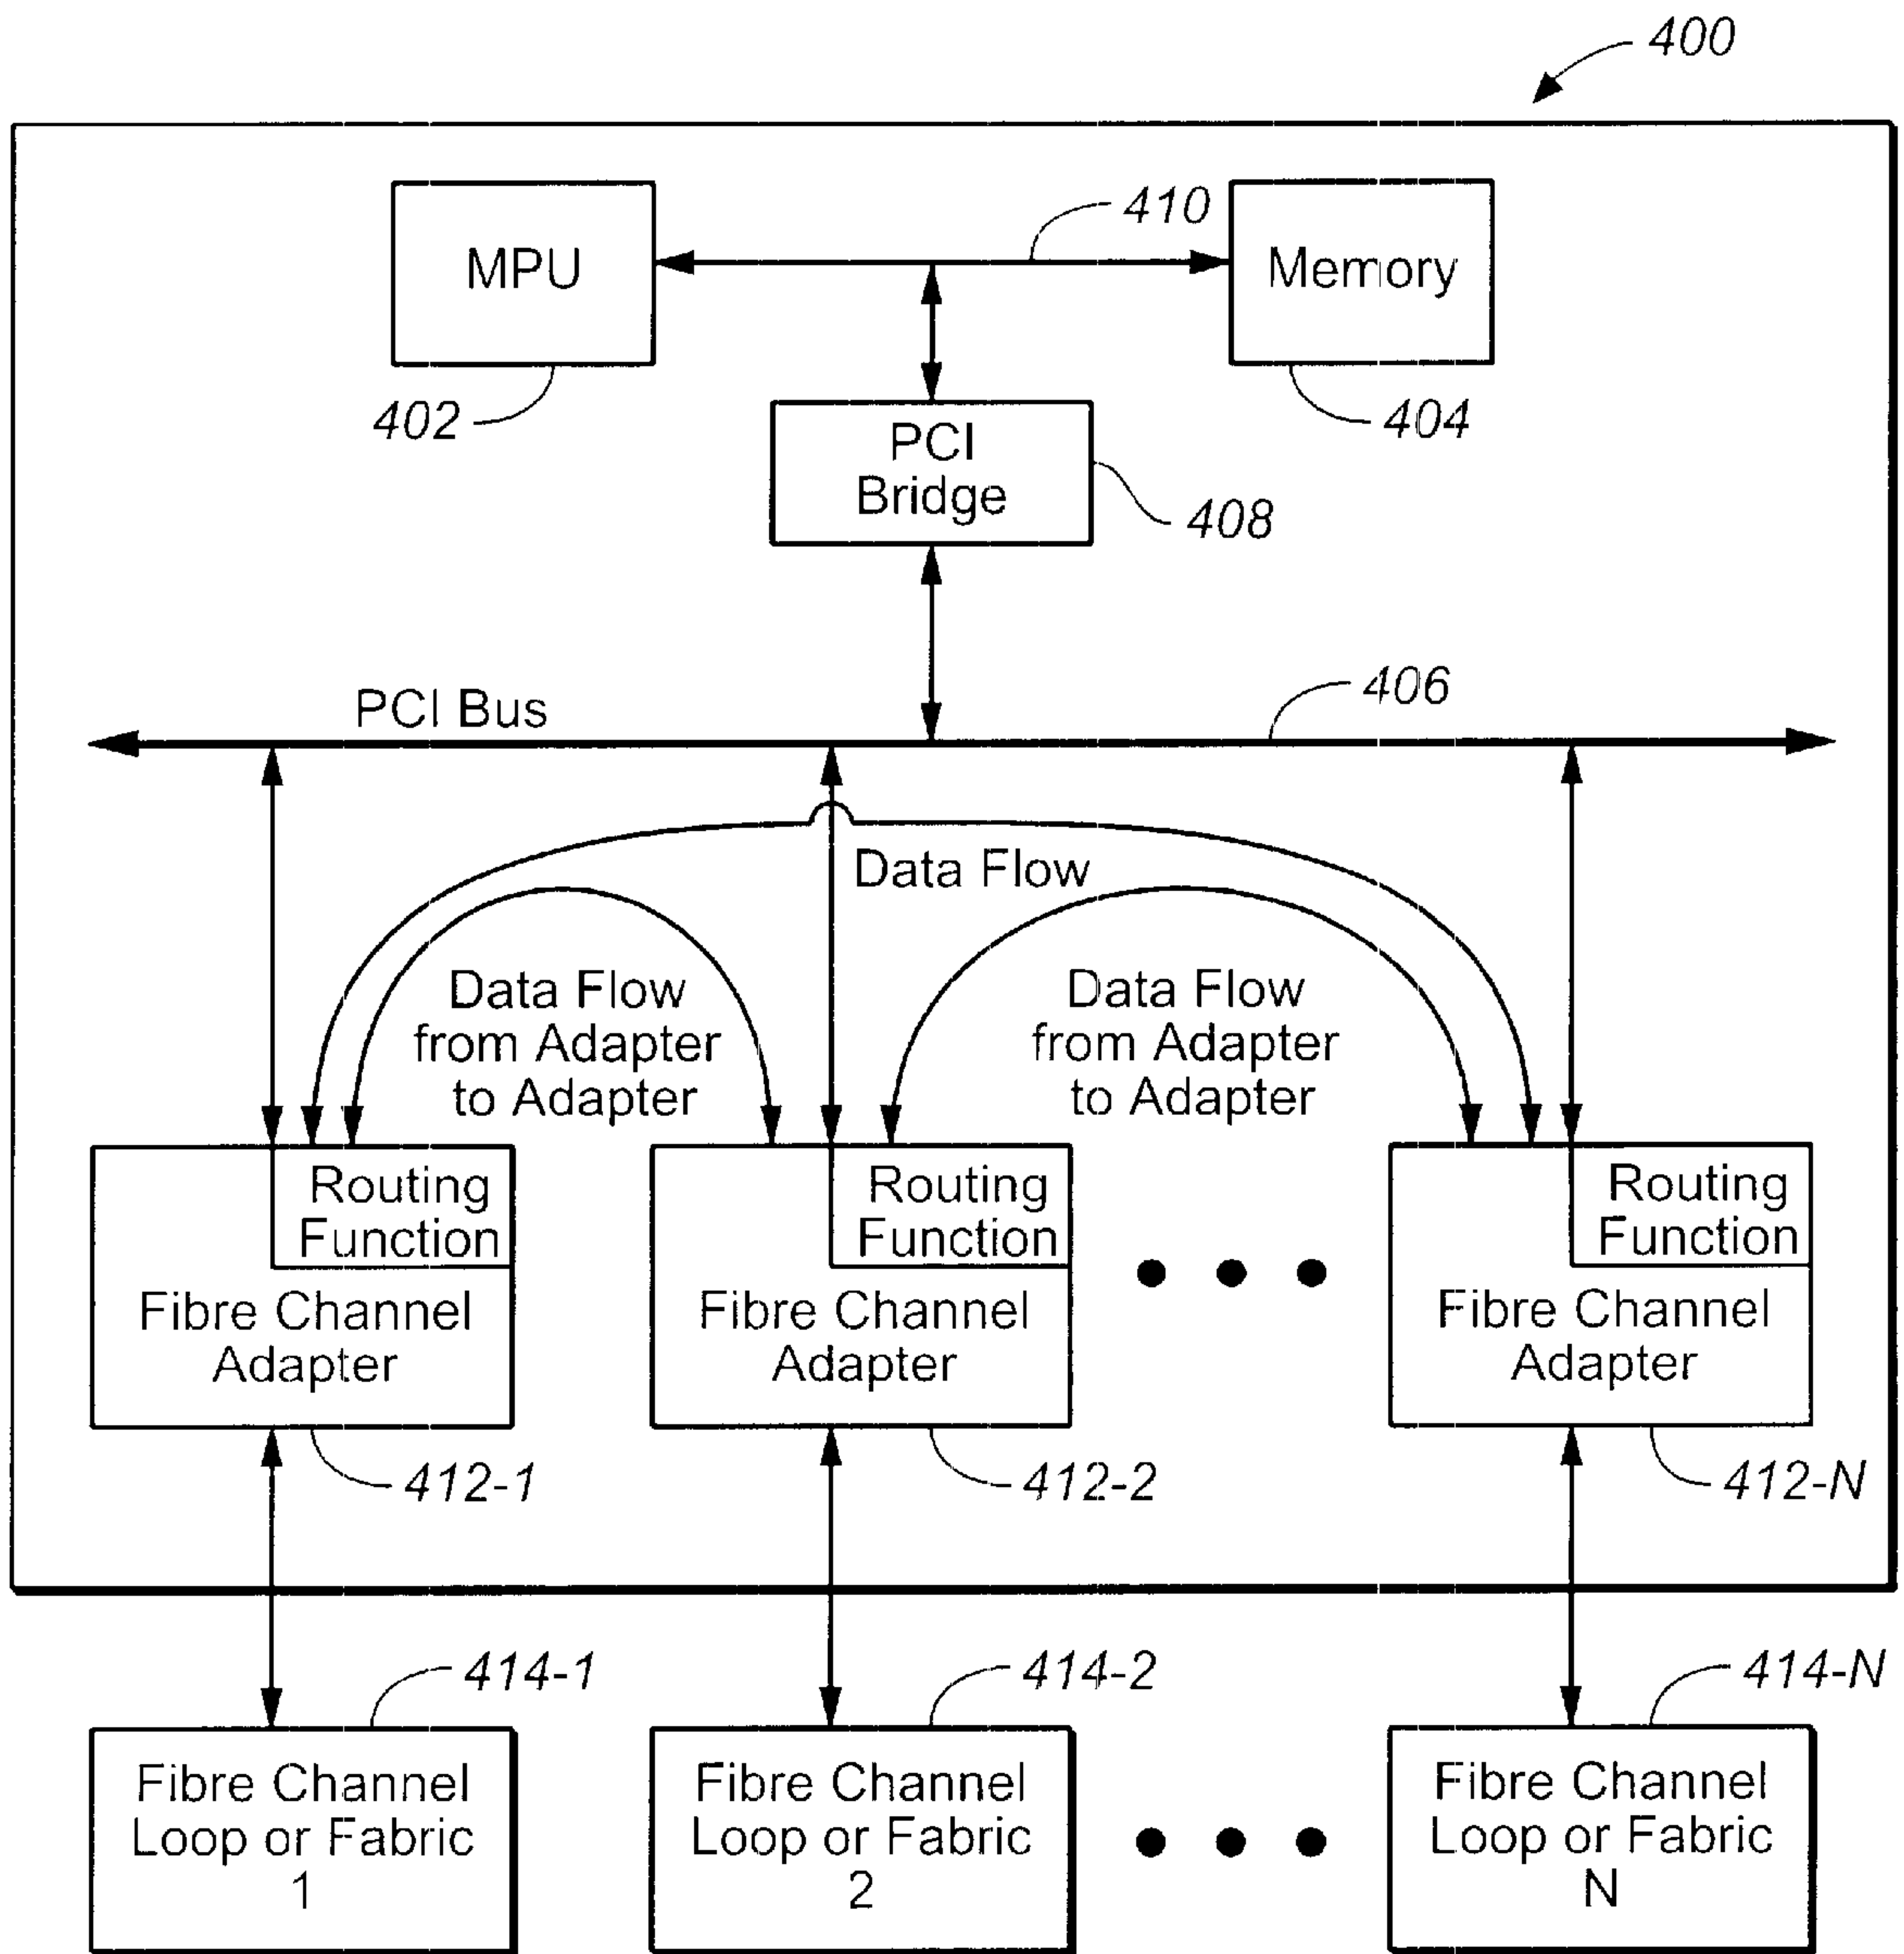 400
410
MPU
Memory
402
404
PCI
Bridge
408
406
PCI Bus
Data Flow
Data Flow
from Adapter
to Adapter
Data Flow
from Adapter
to Adapter
Routing
Function
Fibre Channel
Adapter
Routing
Function
Fibre Channel
Adapter
Routing
Function
Fibre Channel
Adapter
412-1
412-2
412-N
414-1
414-2
414-N
Fibre Channel
Loop or Fabric
1
Fibre Channel
Loop or Fabric
2
Fibre Channel
Loop or Fabric
N